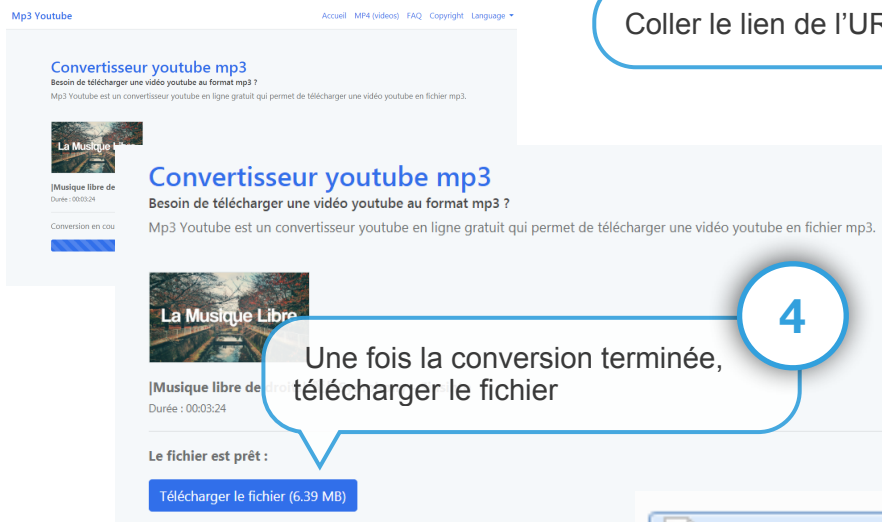 Mp3 Youtube
Accueil MP4 (videos) FAQ Copyright Language
Coller le lien de l'UR
Convertisseur youtube mp3
Besoin de télécharger une vidéo youtube au format mp3 ?
Mp3 Youtube est un convertisseur youtube en ligne gratuit qui permet de télécharger une vidéo youtube en fichier mp3.
La Musique
|Musique libre de
Durée : 00:03:24
Conversion en cou
Convertisseur youtube mp3
Besoin de télécharger une vidéo youtube au format mp3 ?
Mp3 Youtube est un convertisseur youtube en ligne gratuit qui permet de télécharger une vidéo youtube en fichier mp3.
La Musique Libre
4
Une fois la conversion terminée,
télécharger le fichier
|Musique libre de
Durée : 00:03:24
Le fichier est prêt :
Télécharger le fichier (6.39 MB)